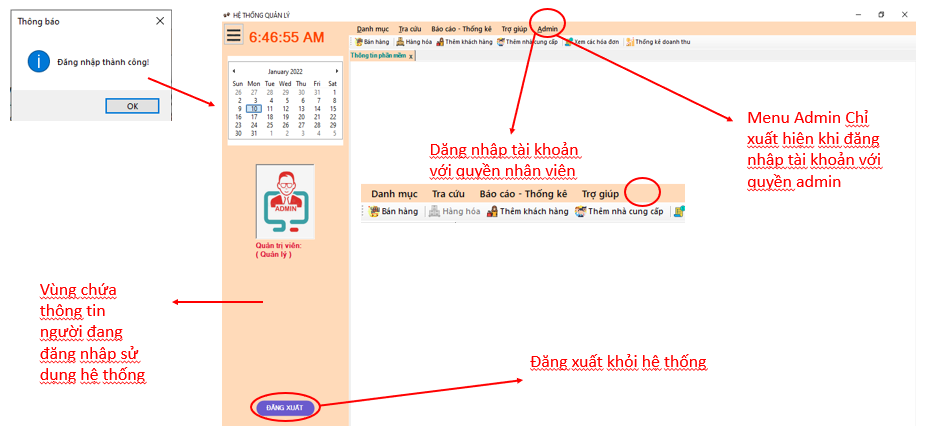 Thông báo
Đăng nhập thành công!
OK
HỆ THỐNG QUẢN LÝ
6:46:55 AM
Danh mục Tra cứu Báo cáo - Thống kê Trợ giúp Admin
Bán hàng Hàng hóa Thêm khách hàng Thêm nhà cung cấp Xem các hóa đơn Thống kê doanh thu
Thông tin phần mềm x
January 2022
Sun Mon Tue Wed Thu Fri Sat
26 27 28 29 30 31 1
2 3 4 5 6 7 8
9 10 11 12 13 14 15
16 17 18 19 20 21 22
23 24 25 26 27 28 29
30 31 1 2 3 4 5
ADMIN
Quản trị viên:
( Quản lý )
Dăng nhập tài khoản
với quyền nhân viên
Menu Admin Chỉ
xuất hiện khi đăng
nhập tài khoản với
quyền admin
Danh mục Tra cứu Báo cáo - Thống kê Trợ giúp
Bán hàng Hàng hóa Thêm khách hàng Thêm nhà cung cấp
Vùng chứa
thông tin
người đang
đăng nhập sử
dụng hệ thống
Đăng xuất khỏi hệ thống
ĐĂNG XUẤT